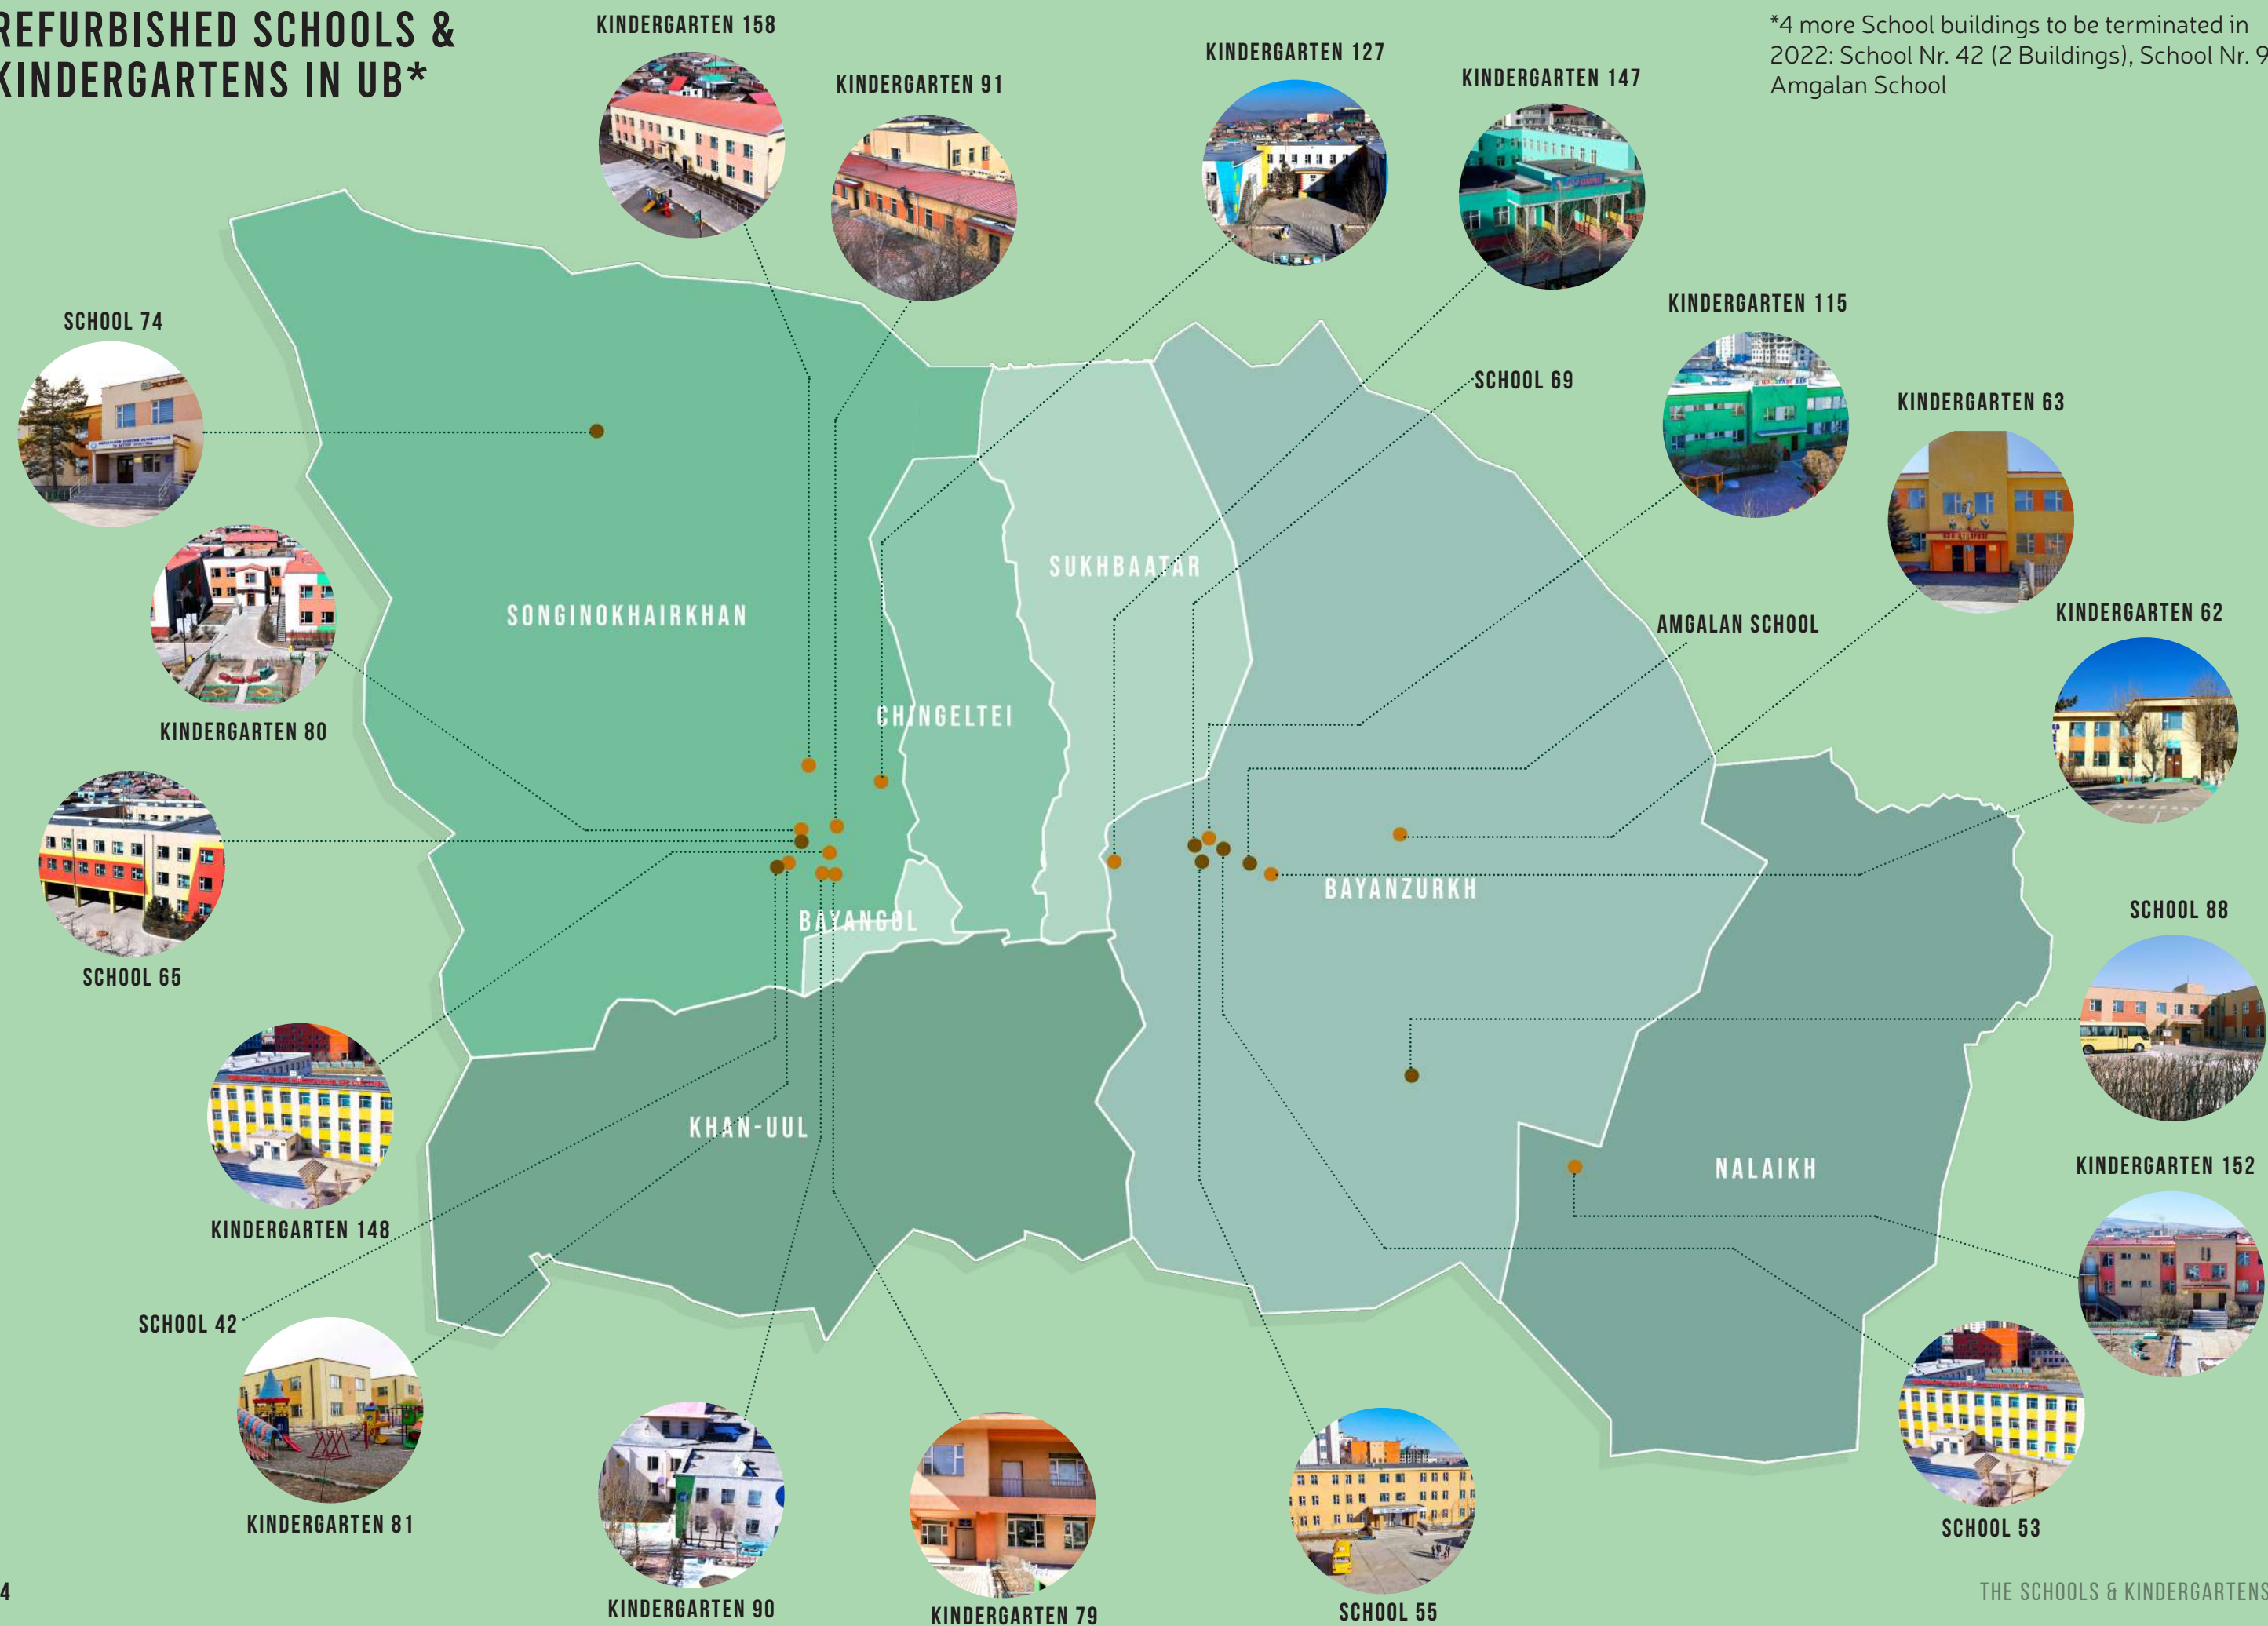 REFURBISHED SCHOOLS &
KINDERGARTENS IN UB*
*4 more School buildings to be terminated in
2022: School Nr. 42 (2 Buildings), School Nr. 9
Amgalan School
KINDERGARTEN 158
KINDERGARTEN 91
KINDERGARTEN 127
KINDERGARTEN 147
KINDERGARTEN 115
SCHOOL 74
SCHOOL 69
KINDERGARTEN 63
SUKHBAATAR
SONGINOKHAIRKHAN
AMGALAN SCHOOL
KINDERGARTEN 62
KINDERGARTEN 80
CHINGELTEI
BAYANZURKH
BAYANGOL
SCHOOL 88
SCHOOL 65
KHAN-UUL
NALAIKH
KINDERGARTEN 152
KINDERGARTEN 148
SCHOOL 42
KINDERGARTEN 81
SCHOOL 53
KINDERGARTEN 90
KINDERGARTEN 79
SCHOOL 55
4
THE SCHOOLS & KINDERGARTENS